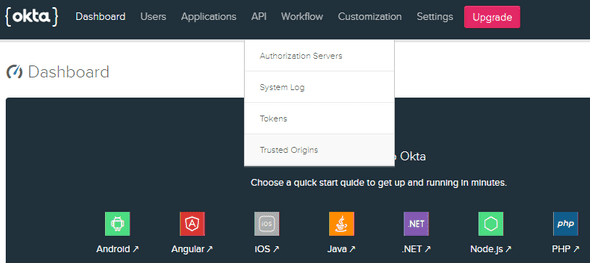 {okta} Dashboard Users Applications API Workflow Customization Settings Upgrade
Authorization Servers
Dashboard
System Log
Tokens
Trusted Origins
Okta
Choose a quick start guide to get up and running in minutes.
iOS Java .NET php
Android ↗ Angular ↗ iOS ↗ Java ↗ .NET ↗ Node.js ↗ PHP ↗